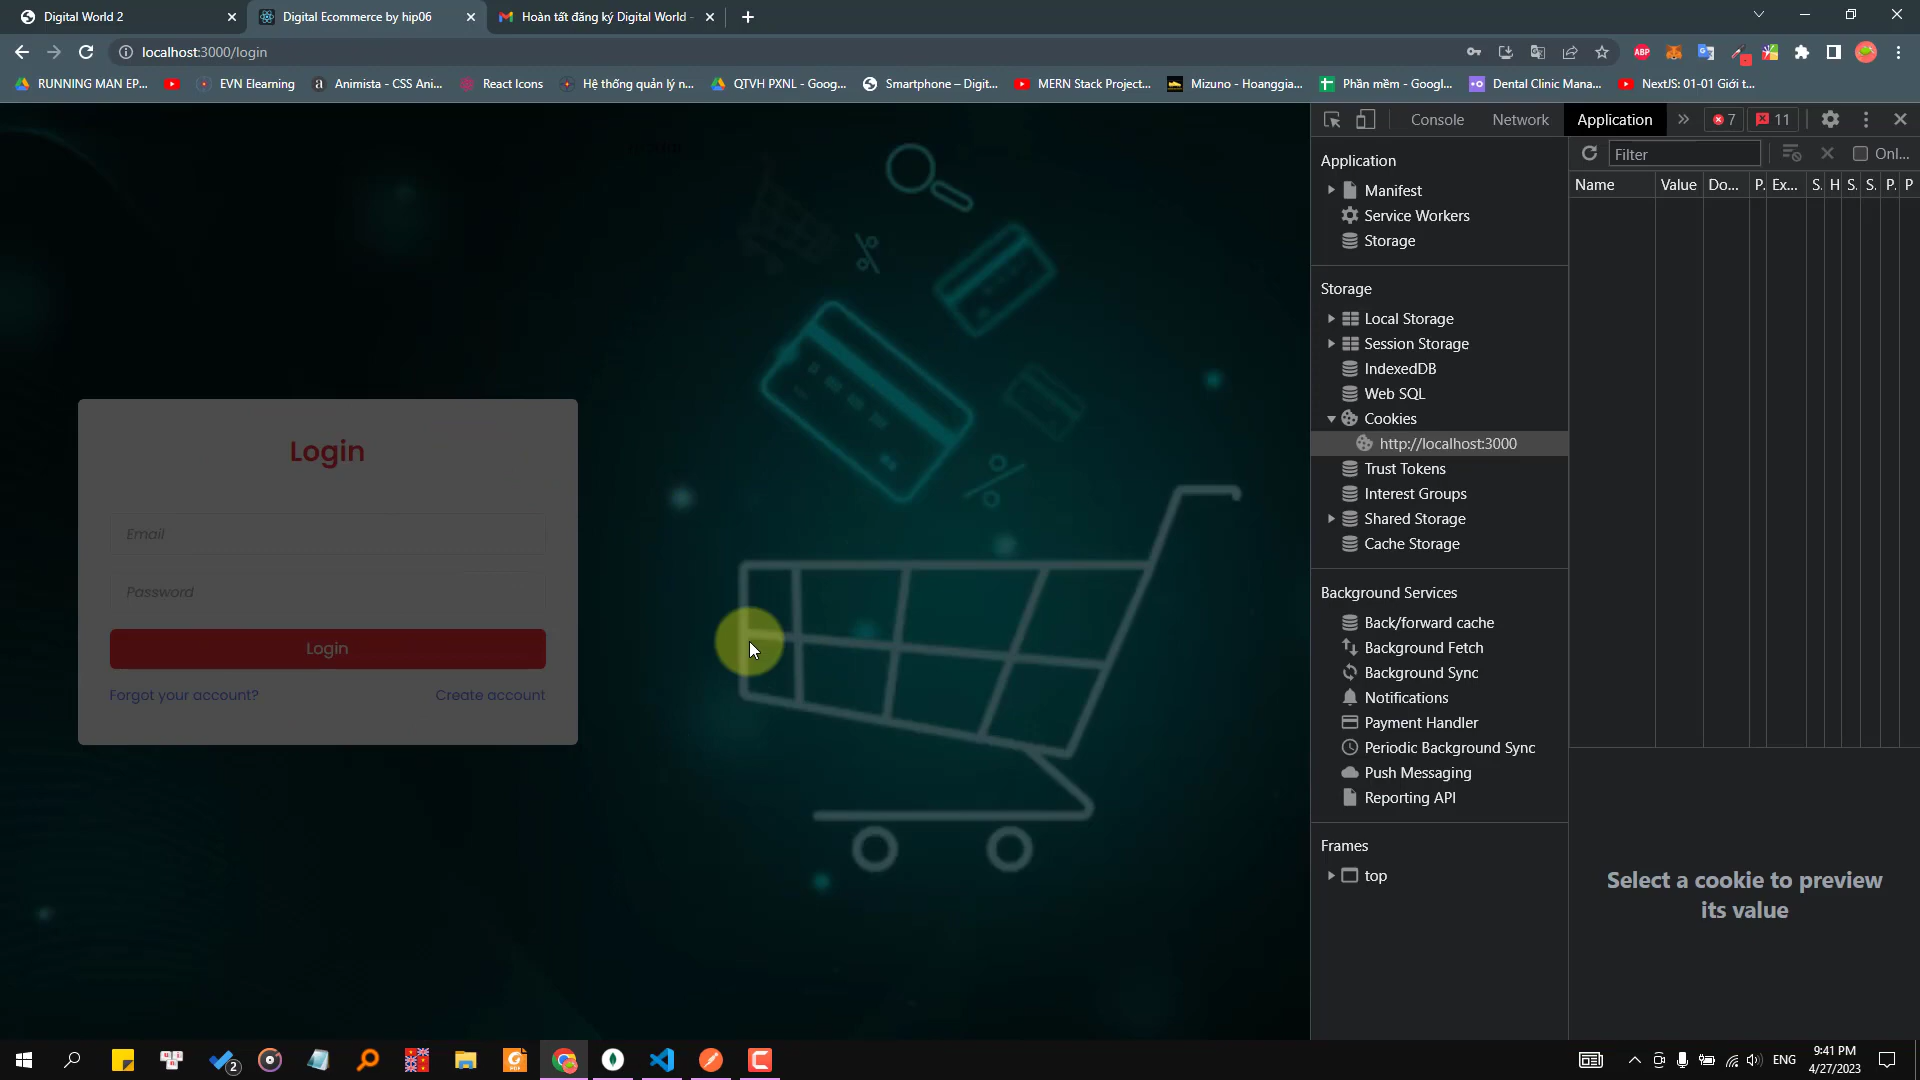 Digital World 2
Digital Ecommerce by hip06
Hoàn tất đăng ký Digital World -
localhost:3000/login
RUNNING MAN EP...
EVN Elearning
Animista - CSS Ani...
React Icons
Hệ thống quản lý n...
QTVH PXNL - Goog...
Smartphone – Digit...
MERN Stack Project...
Mizuno - Hoanggia...
Phần mềm - Googl...
Dental Clinic Mana...
NextJS: 01-01 Giới t...
Console
Network
Application
7
11
Application
Manifest
Service Workers
Storage
Storage
Local Storage
Session Storage
IndexedDB
Web SQL
Cookies
http://localhost:3000
Trust Tokens
Interest Groups
Shared Storage
Cache Storage
Background Services
Back/forward cache
Background Fetch
Background Sync
Notifications
Payment Handler
Periodic Background Sync
Push Messaging
Reporting API
Frames
top
Filter
Onl...
Name
Value
Do...
P.
Ex...
S.
H
S.
S.
P.
P
Select a cookie to preview
its value
Login
Email
Password
Login
Forgot your account?
Create account
ABP
2
ENG
9:41 PM
4/27/2023